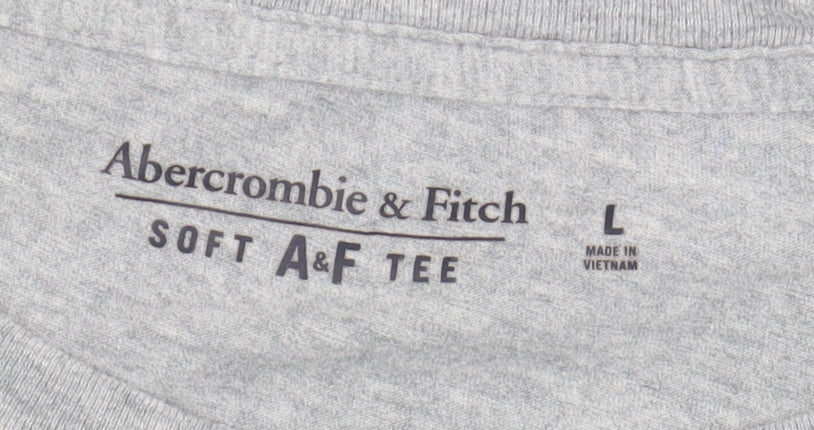 Abercrombie & Fitch
SOFT A&F TEE
L
MADE IN
VIETNAM